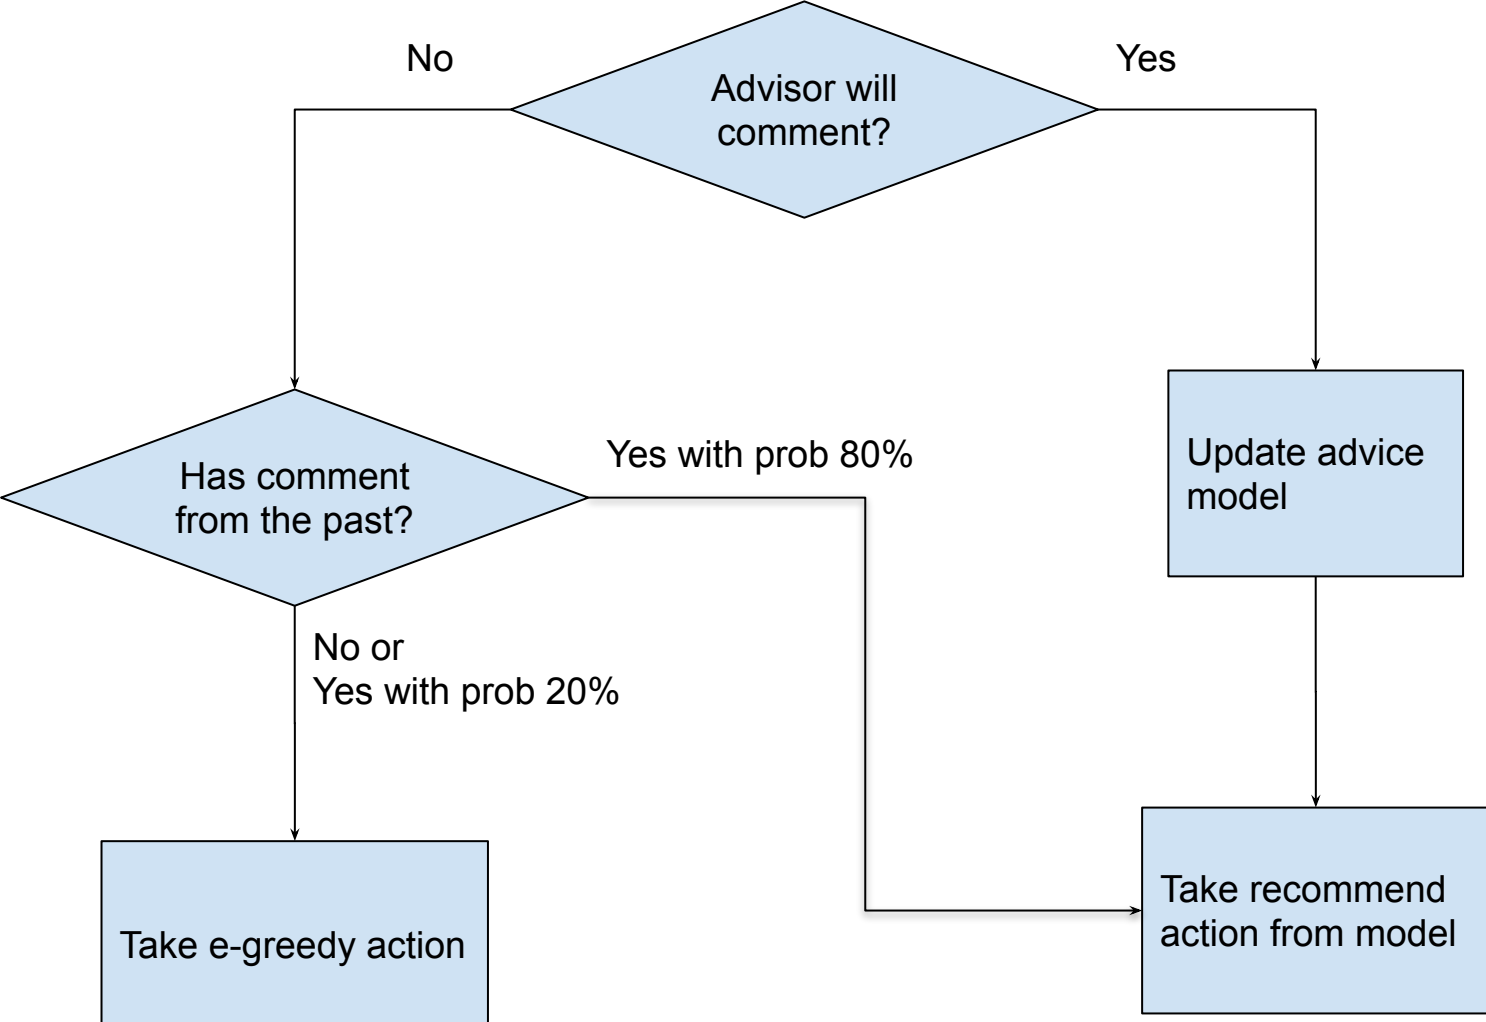 No
Yes
Advisor will
comment?
Has comment
from the past?
Yes with prob 80%
Update advice
model
No or
Yes with prob 20%
Take recommend
action from model
Take e-greedy action